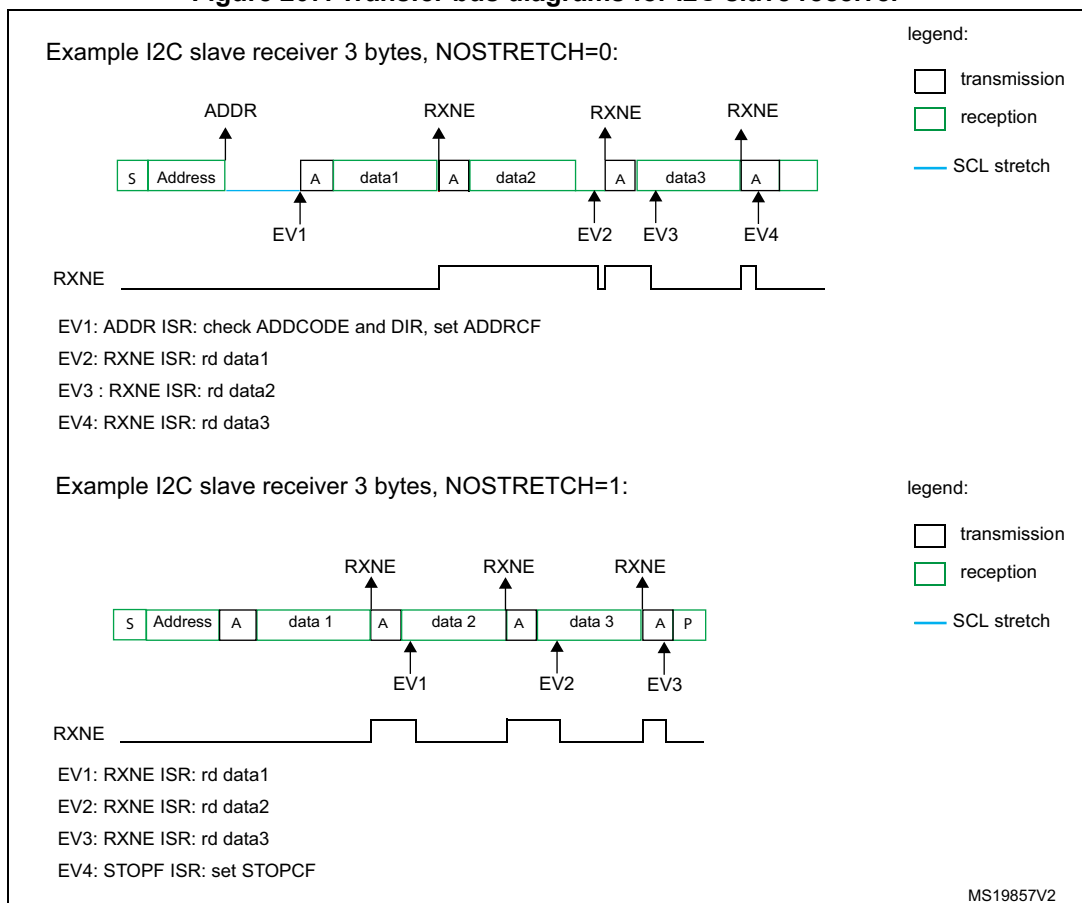 Example I2C slave receiver 3 bytes, NOSTRETCH=0:
legend:
transmission
reception
SCL stretch
ADDR RXNE RXNE RXNE
S Address A data1 A data2 A data3 A
EV1 EV2 EV3 EV4
RXNE
EV1: ADDR ISR: check ADDCODE and DIR, set ADDRCF
EV2: RXNE ISR: rd data1
EV3 : RXNE ISR: rd data2
EV4: RXNE ISR: rd data3
Example I2C slave receiver 3 bytes, NOSTRETCH=1:
legend:
transmission
reception
SCL stretch
RXNE RXNE RXNE
S Address A data 1 A data 2 A data 3 A P
EV1 EV2 EV3
RXNE
EV1: RXNE ISR: rd data1
EV2: RXNE ISR: rd data2
EV3: RXNE ISR: rd data3
EV4: STOPF ISR: set STOPCF
MS19857V2